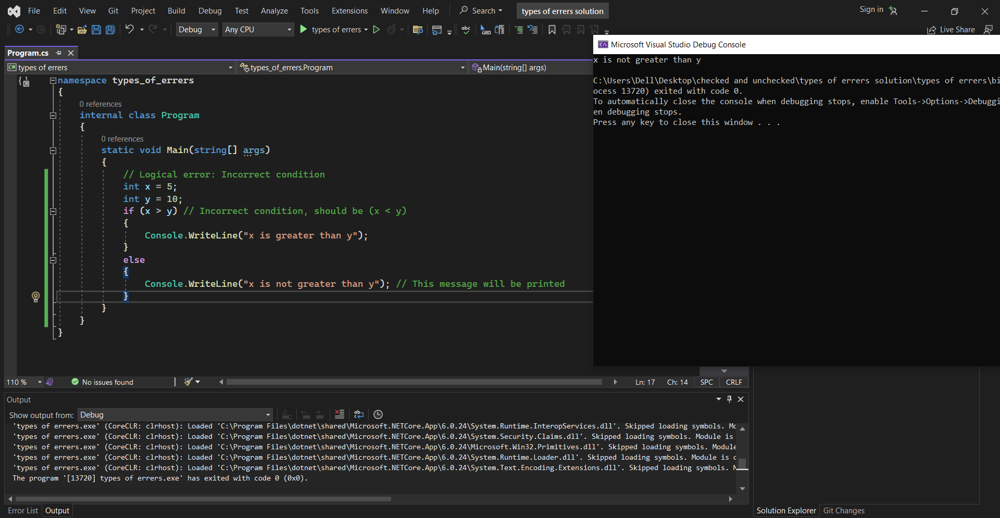 File Edit View Git Project Build Debug Test Analyze Tools Extensions Window Help Search types of errors solution Sign in
Debug Any CPU types of errors abc Live Share
Program.cs
C# types of errors types_of_errers.Program Main(string[] args)
namespace types_of_errers
{
0 references
internal class Program
{
0 references
static void Main(string[] args)
{
// Logical error: Incorrect condition
int x = 5;
int y = 10;
if (x > y) // Incorrect condition, should be (x < y)
{
Console.WriteLine("x is greater than y");
}
else
{
Console.WriteLine("x is not greater than y"); // This message will be printed
}
}
}
}
Microsoft Visual Studio Debug Console
x is not greater than y
C:\Users\Dell\Desktop\checked and unchecked\types of errers solution\types of errers\bi
ocess 13720) exited with code 0.
To automatically close the console when debugging stops, enable Tools->Options->Debuggi
en debugging stops.
Press any key to close this window . . .
110 % No issues found Ln: 17 Ch: 14 SPC CRLF
Output
Show output from: Debug
'types of errers.exe' (CoreCLR: clrhost): Loaded 'C:\Program Files\dotnet\shared\Microsoft.NETCore.App\6.0.24\System.Runtime.InteropServices.dll'. Skipped loading symbols. Mo
'types of errers.exe' (CoreCLR: clrhost): Loaded 'C:\Program Files\dotnet\shared\Microsoft.NETCore.App\6.0.24\System.Security.Claims.dll'. Skipped loading symbols. Module is
'types of errers.exe' (CoreCLR: clrhost): Loaded 'C:\Program Files\dotnet\shared\Microsoft.NETCore.App\6.0.24\Microsoft.Win32.Primitives.dll'. Skipped loading symbols. Module
'types of errers.exe' (CoreCLR: clrhost): Loaded 'C:\Program Files\dotnet\shared\Microsoft.NETCore.App\6.0.24\System.Runtime.Loader.dll'. Skipped loading symbols. Module is o
'types of errers.exe' (CoreCLR: clrhost): Loaded 'C:\Program Files\dotnet\shared\Microsoft.NETCore.App\6.0.24\System.Text.Encoding.Extensions.dll'. Skipped loading symbols. M
The program '[13720] types of errers.exe' has exited with code 0 (0x0).
Error List Output Solution Explorer Git Changes